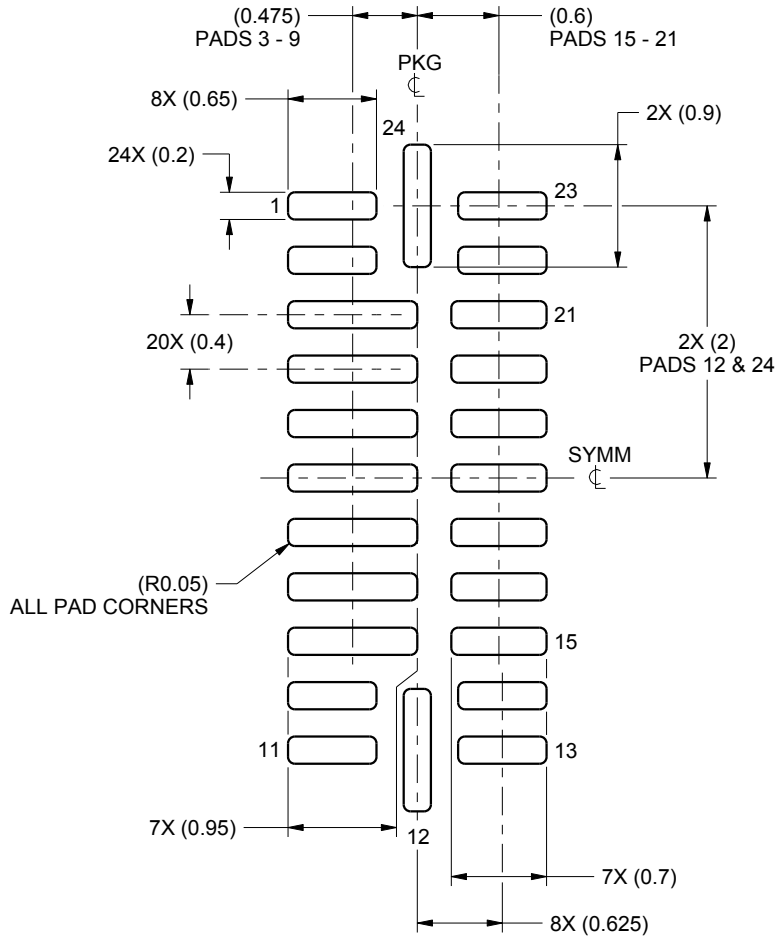 (0.475)
PADS 3 - 9
(0.6)
PADS 15 - 21
PKG
℄
8X (0.65)
24
2X (0.9)
24X (0.2)
1
23
21
20X (0.4)
2X (2)
PADS 12 & 24
SYMM
℄
(R0.05)
ALL PAD CORNERS
15
11
13
7X (0.95)
12
7X (0.7)
8X (0.625)